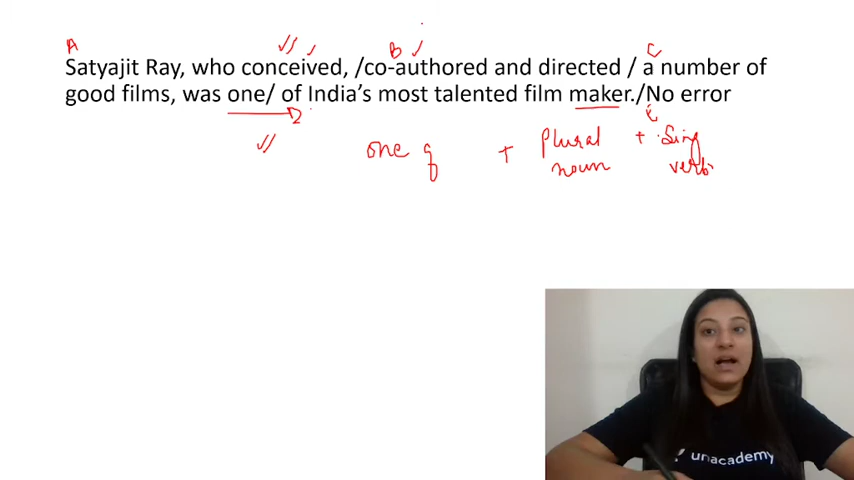 A B C
Satyajit Ray, who conceived, /co-authored and directed / a number of
good films, was one/ of India's most talented film maker./No error
D E
one of + plural + sing
noun verb
unacademy